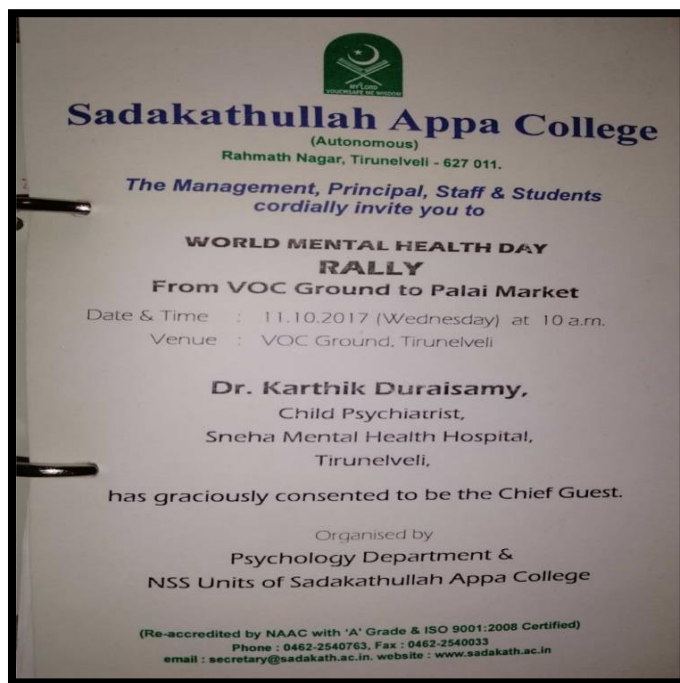 MY LORD
VOUCHSAFE ME WISDOM
Sadakathullah Appa College
(Autonomous)
Rahmath Nagar, Tirunelveli - 627 011.
The Management, Principal, Staff & Students
cordially invite you to
WORLD MENTAL HEALTH DAY
RALLY
From VOC Ground to Palai Market
Date & Time : 11.10.2017 (Wednesday) at 10 a.m.
Venue : VOC Ground, Tirunelveli
Dr. Karthik Duraisamy,
Child Psychiatrist,
Sneha Mental Health Hospital,
Tirunelveli,
has graciously consented to be the Chief Guest.
Organised by
Psychology Department &
NSS Units of Sadakathullah Appa College
(Re-accredited by NAAC with 'A' Grade & ISO 9001:2008 Certified)
Phone : 0462-2540763, Fax : 0462-2540033
email : secretary@sadakath.ac.in. website : www.sadakath.ac.in